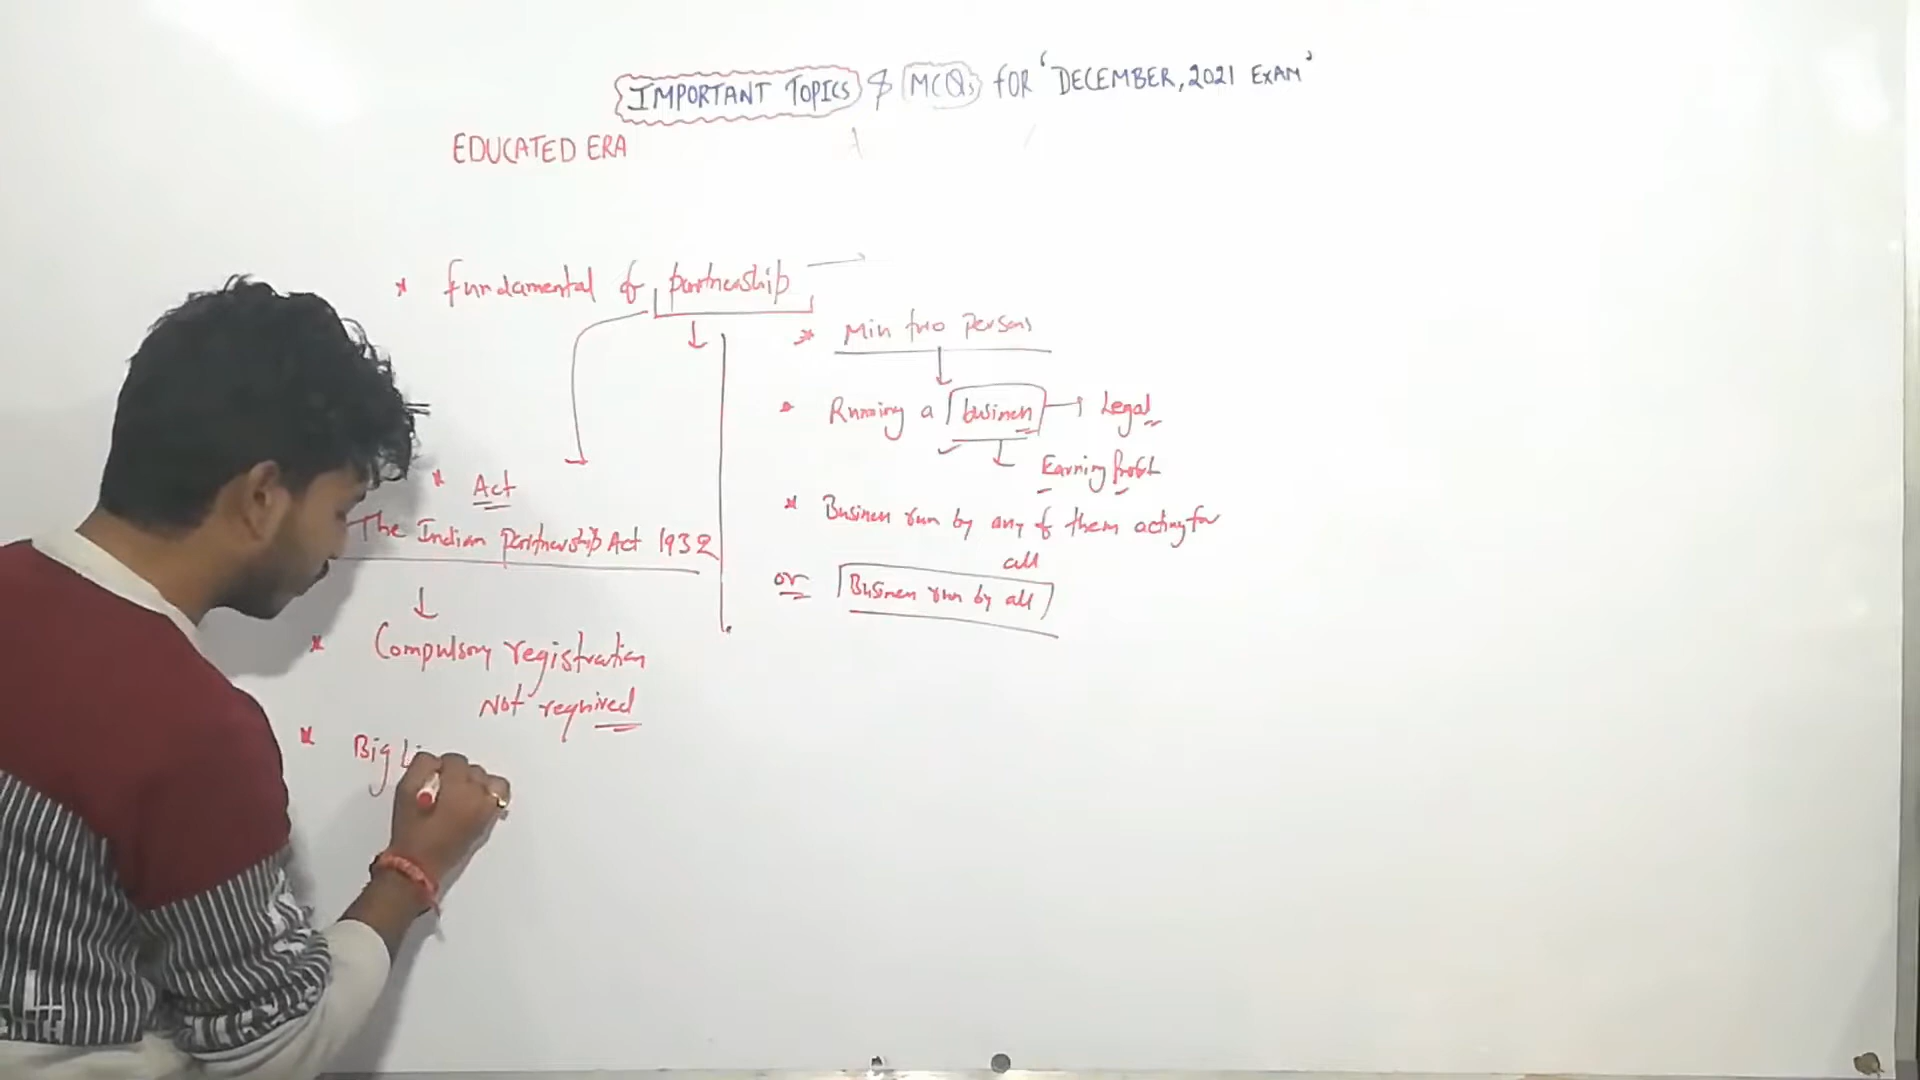 IMPORTANT TOPICS & MCQs FOR 'DECEMBER, 2021 EXAM'
EDUCATED ERA
* Fundamental of partnership
* Min two persons
* Running a business → Legal
Earning Profit
* Act
The Indian Partnership Act 1932
* Business run by any of them acting for
all
or Business run by all
* Compulsory registration
Not required
* Big